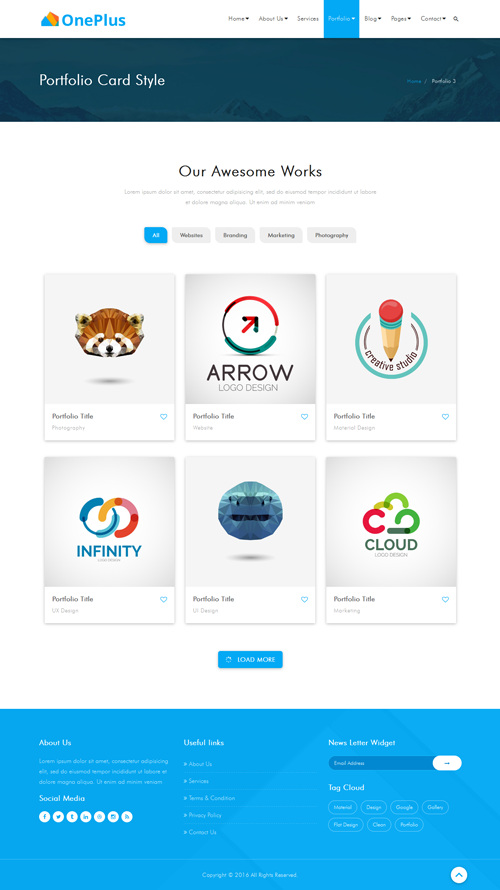 OnePlus
Home About Us Services Portfolio Blog Pages Contact
Portfolio Card Style
Home / Portfolio 3
Our Awesome Works
Lorem ipsum dolor sit amet, consectetur adipisicing elit, sed do eiusmod tempor incididunt ut labore
et dolore magna aliqua. Ut enim ad minim veniam
All Websites Branding Marketing Photography
ARROW
LOGO DESIGN
creative studio
Portfolio Title
Photography
Portfolio Title
Website
Portfolio Title
Material Design
INFINITY
LOGO DESIGN
CLOUD
LOGO DESIGN
Portfolio Title
UX Design
Portfolio Title
UI Design
Portfolio Title
Marketing
LOAD MORE
About Us
Lorem ipsum dolor sit amet, consectetur
adipisicing elit, sed do eiusmod tempor
incididunt ut labore et dolore magna
aliqua. Ut enim ad minim veniam
Social Media
Useful links
» About Us
» Services
» Terms & Condition
» Privacy Policy
» Contact Us
News Letter Widget
Email Address
Tag Cloud
Material Design Google Gallery
Flat Design Clean Portfolio
Copyright © 2016 All Rights Reserved